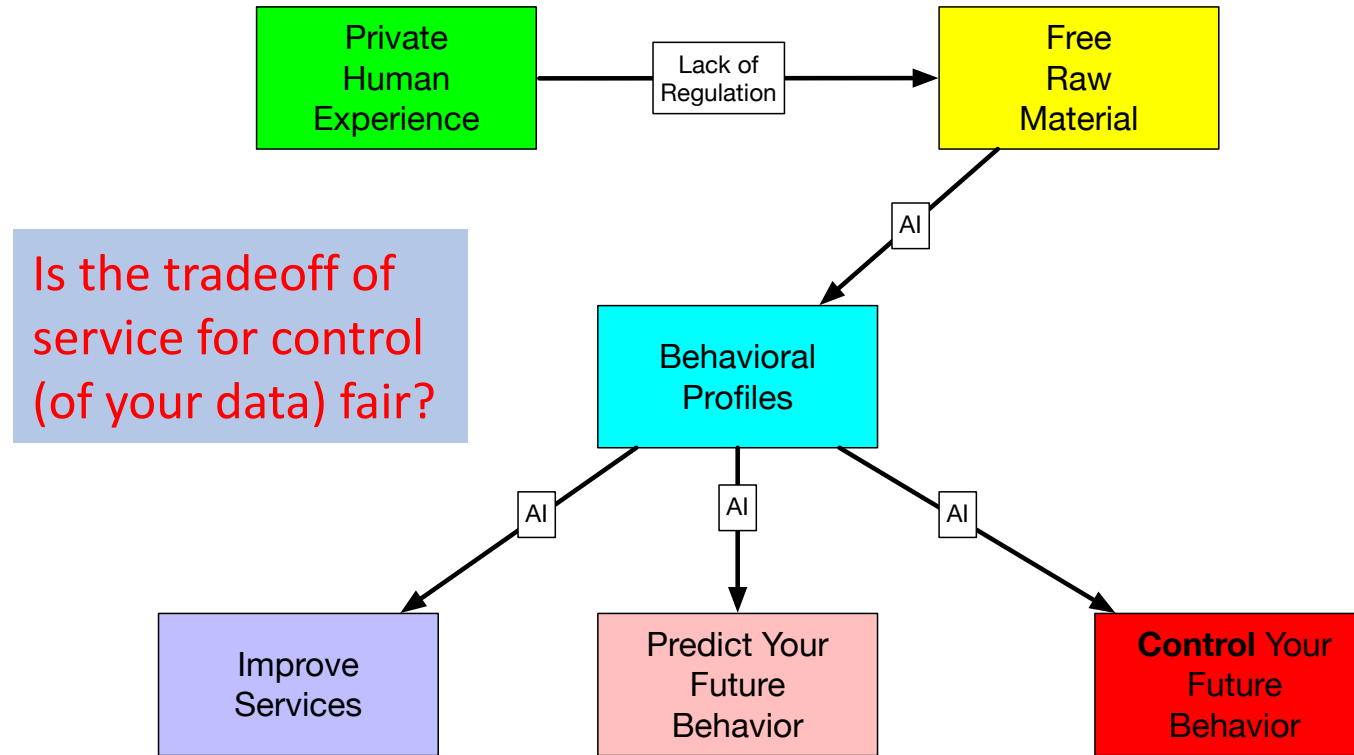 Private
Human
Experience
Lack of
Regulation
Free
Raw
Material
AI
Is the tradeoff of
service for control
(of your data) fair?
Behavioral
Profiles
AI
AI
AI
Improve
Services
Predict Your
Future
Behavior
Control Your
Future
Behavior